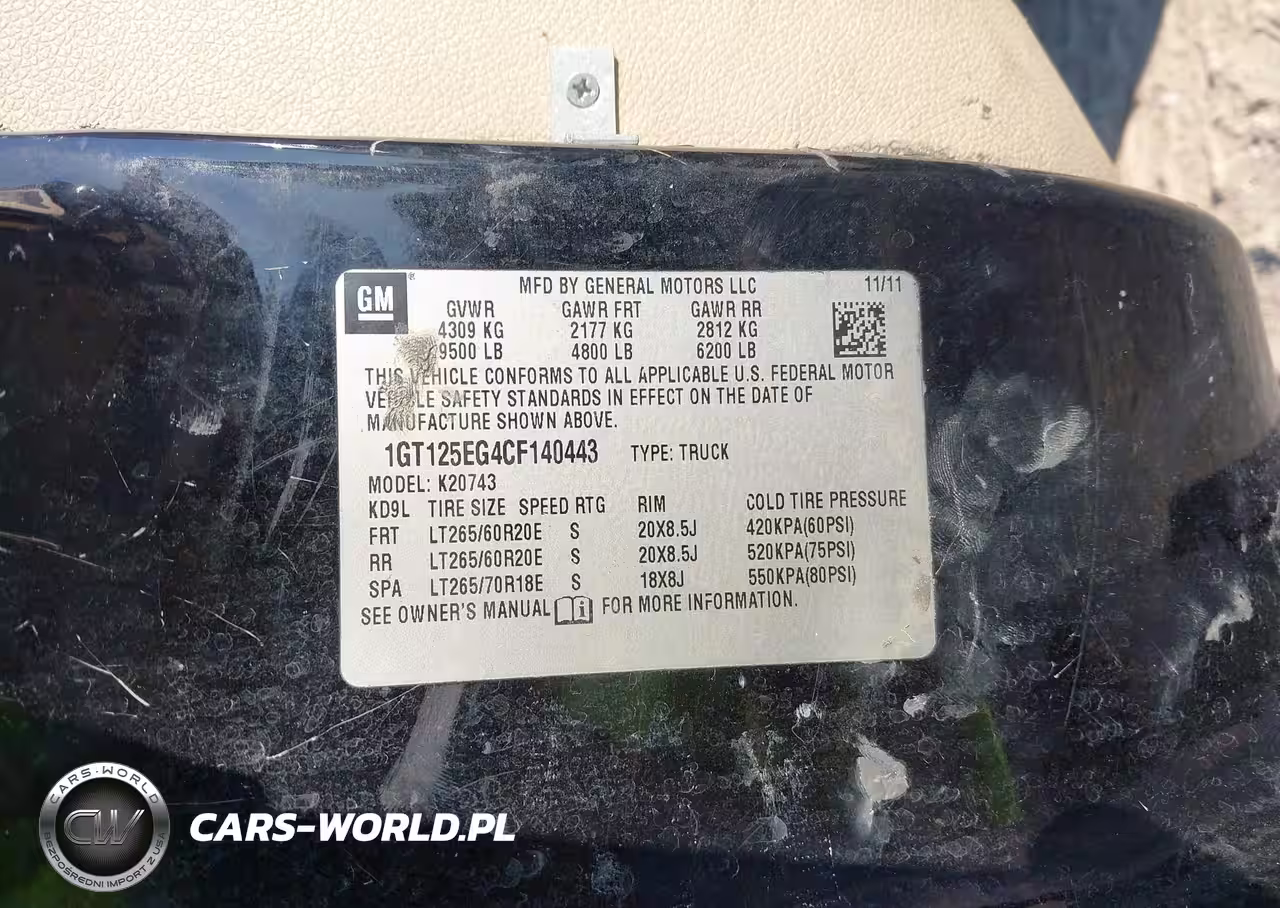 GM
MFD BY GENERAL MOTORS LLC 11/11
GVWR GAWR FRT GAWR RR
4309 KG 2177 KG 2812 KG
9500 LB 4800 LB 6200 LB
THIS VEHICLE CONFORMS TO ALL APPLICABLE U.S. FEDERAL MOTOR
VEHICLE SAFETY STANDARDS IN EFFECT ON THE DATE OF
MANUFACTURE SHOWN ABOVE.
1GT125EG4CF140443 TYPE: TRUCK
MODEL: K20743
KD9L TIRE SIZE SPEED RTG RIM COLD TIRE PRESSURE
FRT LT265/60R20E S 20X8.5J 420KPA(60PSI)
RR LT265/60R20E S 20X8.5J 520KPA(75PSI)
SPA LT265/70R18E S 18X8J 550KPA(80PSI)
SEE OWNER'S MANUAL FOR MORE INFORMATION.
CARS-WORLD
CW
BEZPOŚREDNI IMPORT Z USA
CARS-WORLD.PL